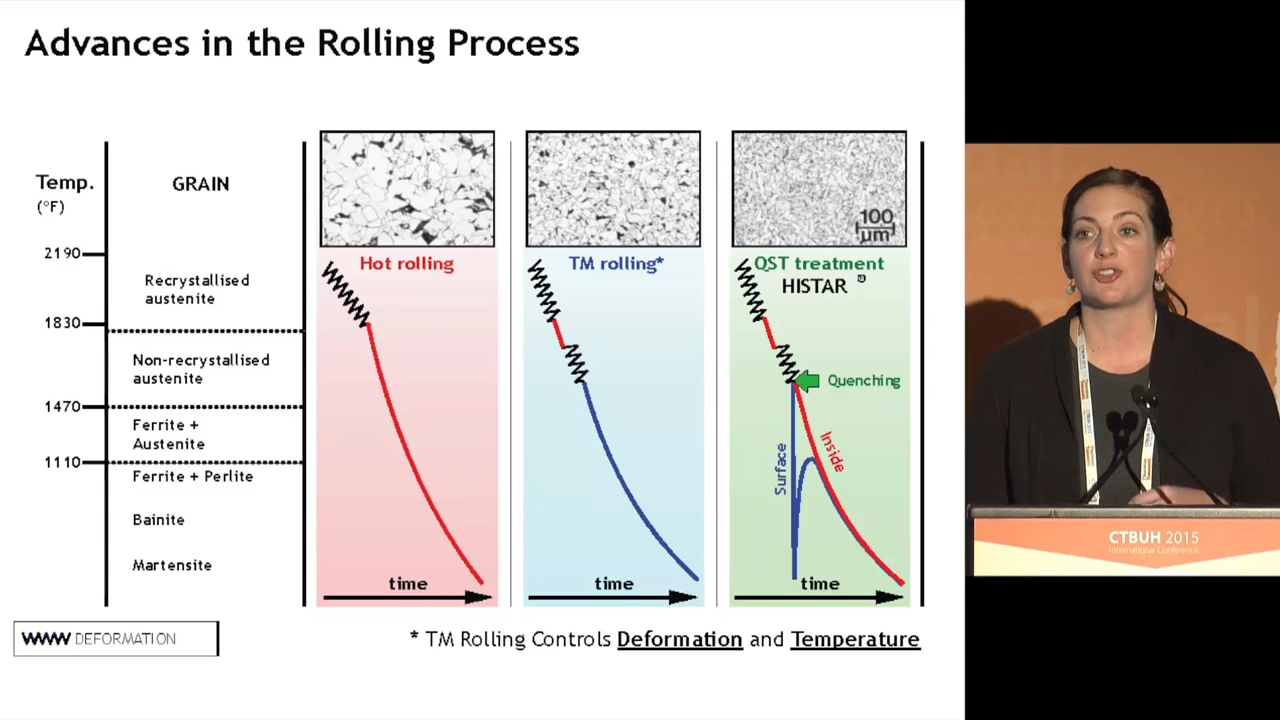 Advances in the Rolling Process
Temp.
(°F)
GRAIN
2190
1830
1470
1110
Recrystallised
austenite
Non-recrystallised
austenite
Ferrite +
Austenite
Ferrite + Perlite
Bainite
Martensite
Hot rolling
time
TM rolling*
time
100
µm
QST treatment
HISTAR ®
Quenching
Surface
Inside
time
WWW DEFORMATION
* TM Rolling Controls Deformation and Temperature
CTBUH 2015
International Conference